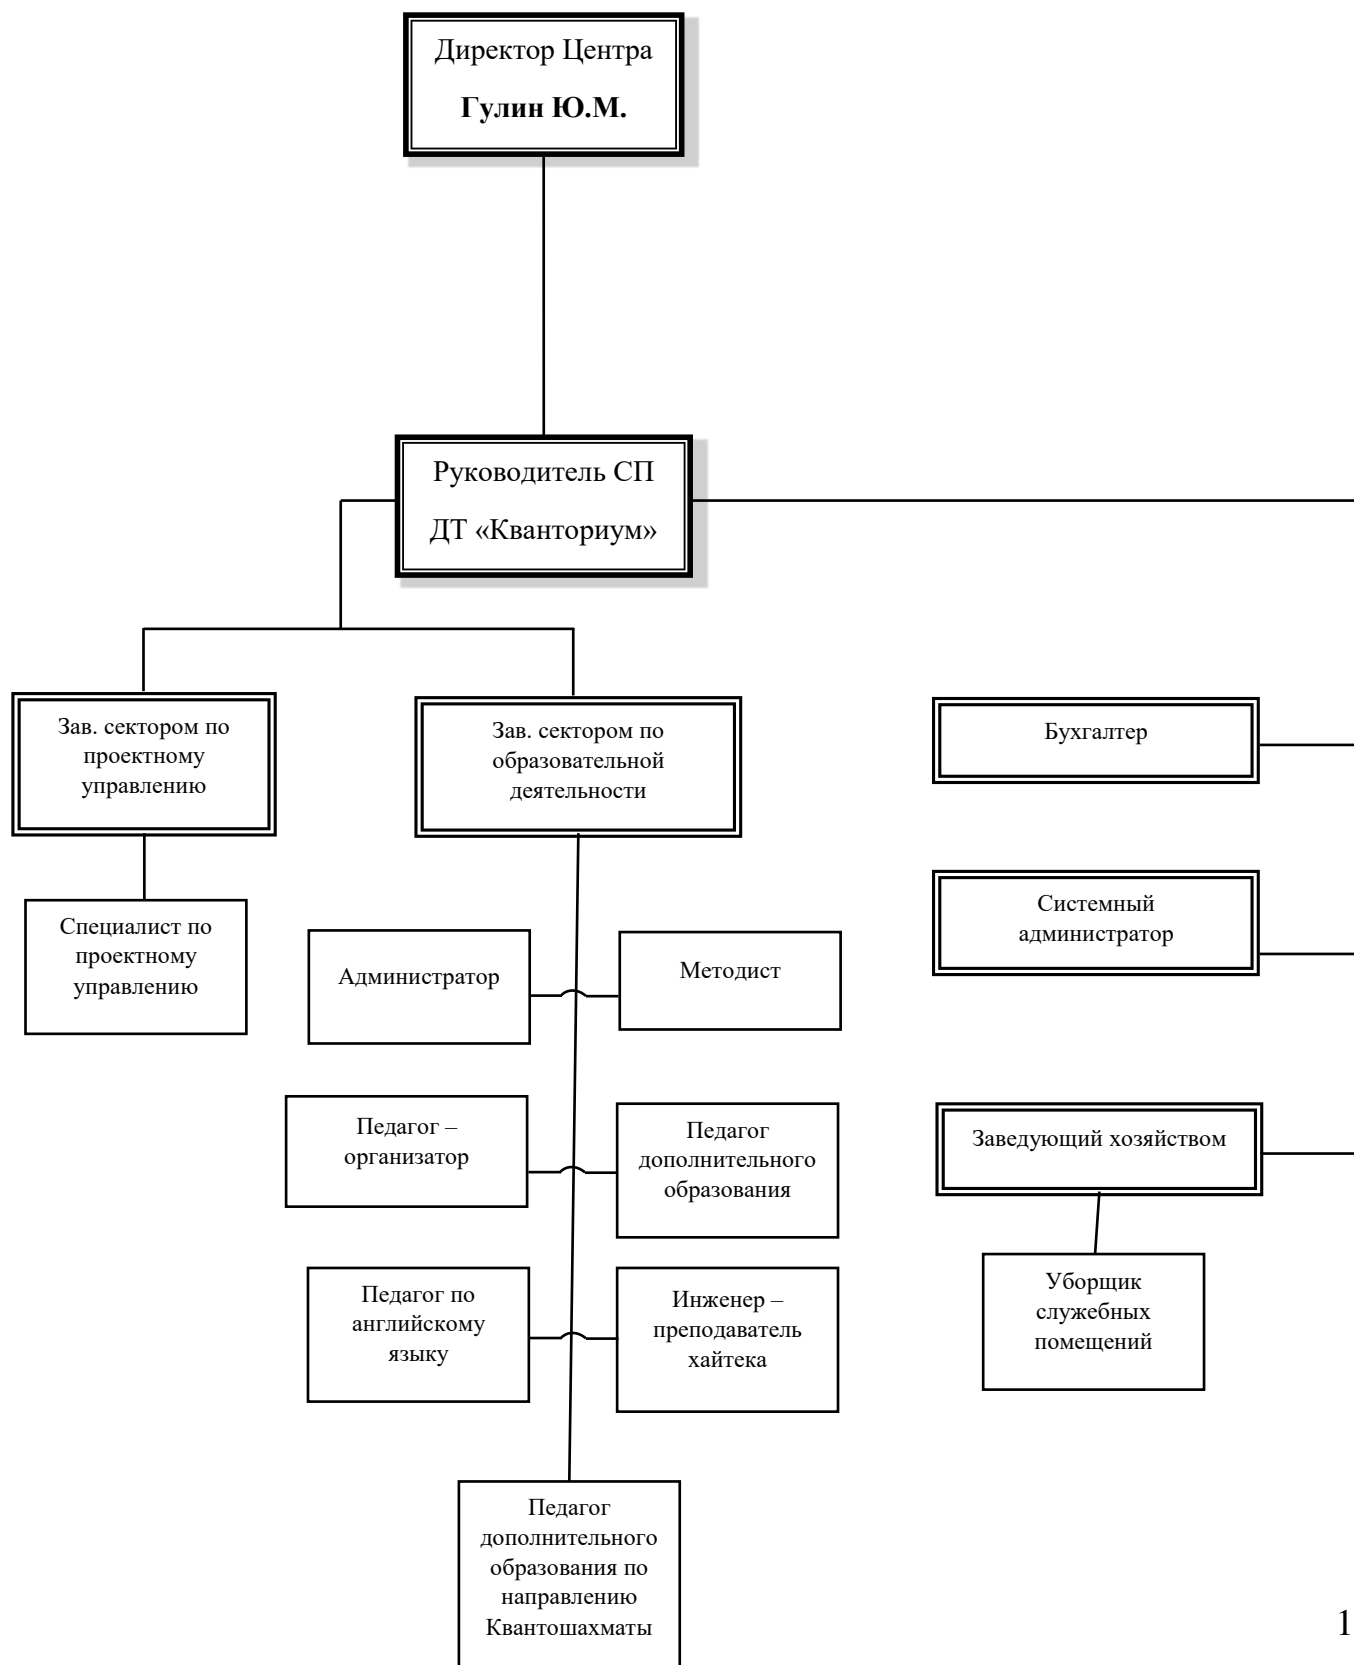 Директор Центра
Гулин Ю.М.
Руководитель СП
ДТ «Кванториум»
Зав. сектором по
проектному
управлению
Зав. сектором по
образовательной
деятельности
Бухгалтер
Специалист по
проектному
управлению
Администратор
Методист
Системный
администратор
Педагог –
организатор
Педагог
дополнительного
образования
Заведующий хозяйством
Педагог по
английскому
языку
Инженер –
преподаватель
хайтека
Уборщик
служебных
помещений
Педагог
дополнительного
образования по
направлению
Квантошахматы
1